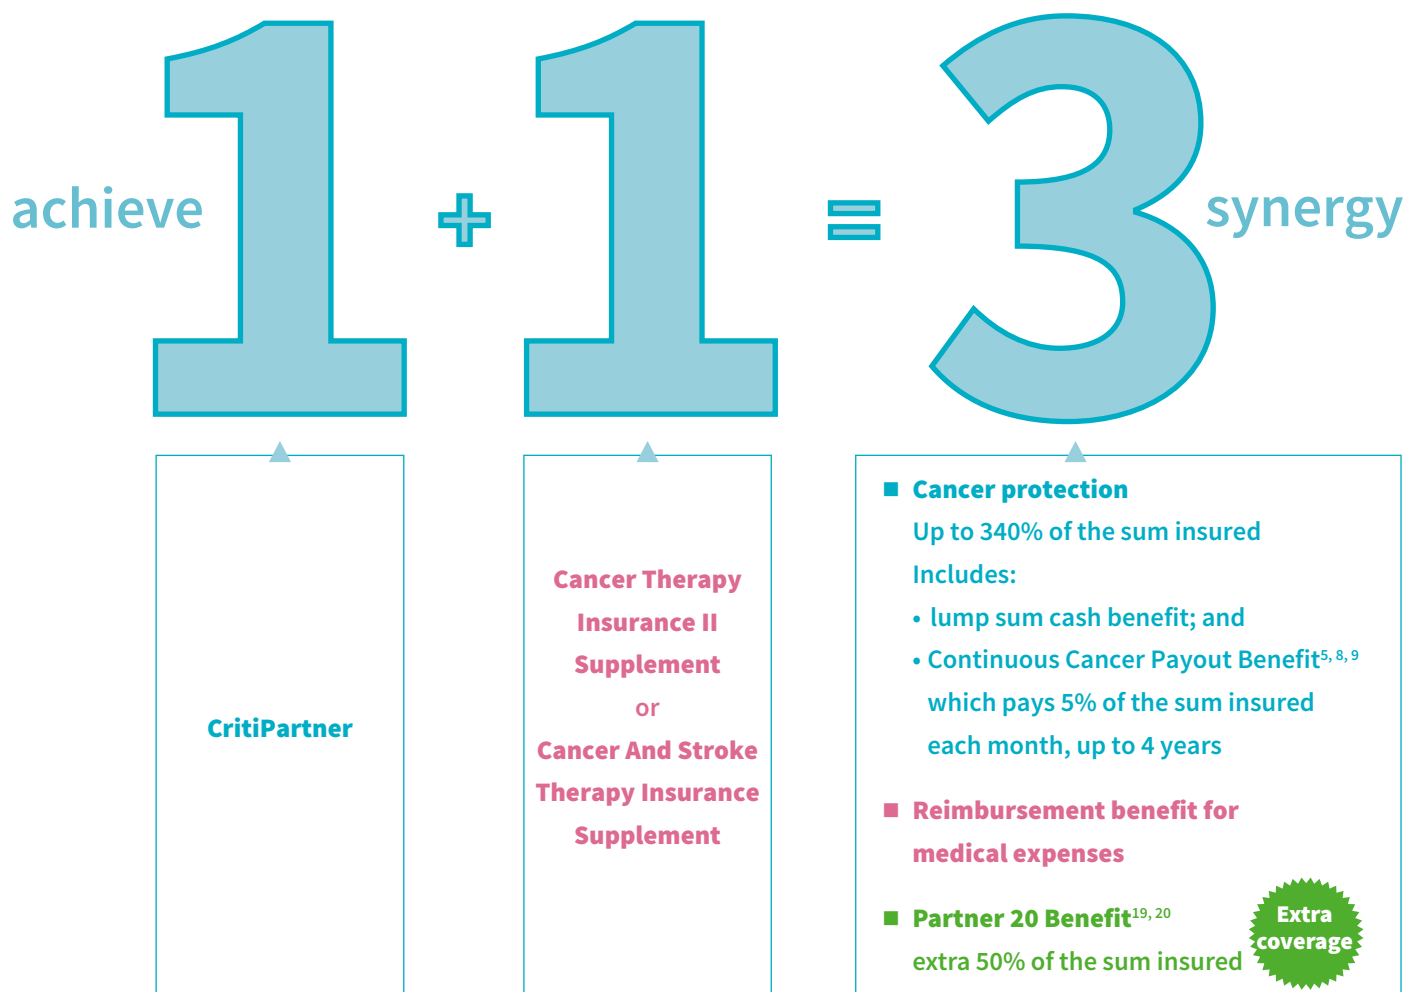 achieve 1 + 1 = 3 synergy
CritiPartner
Cancer Therapy
Insurance II
Supplement
or
Cancer And Stroke
Therapy Insurance
Supplement
■ Cancer protection
Up to 340% of the sum insured
Includes:
• lump sum cash benefit; and
• Continuous Cancer Payout Benefit5, 8, 9
which pays 5% of the sum insured
each month, up to 4 years
■ Reimbursement benefit for
medical expenses
■ Partner 20 Benefit19, 20
extra 50% of the sum insured
Extra
coverage